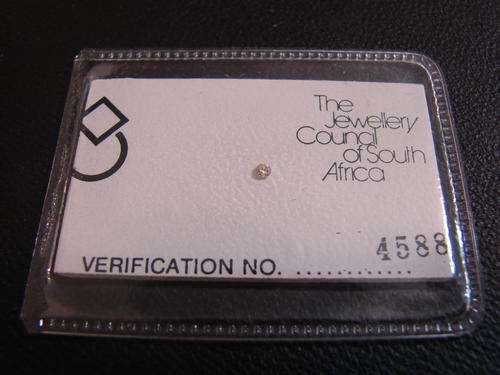 The
Jewellery
Council
of South
Africa
4588
VERIFICATION NO. ............